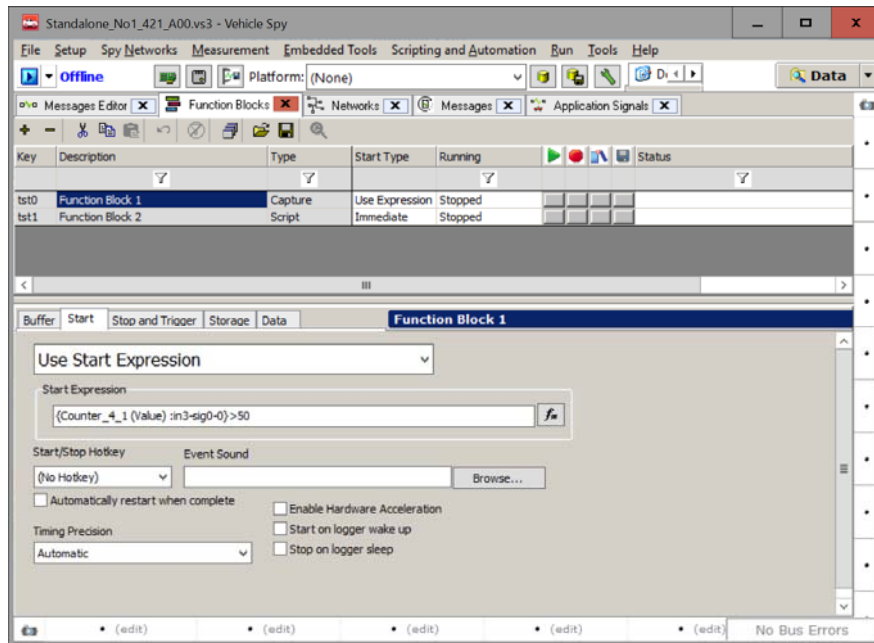 Standalone_No1_421_A00.vs3 - Vehicle Spy
File Setup Spy Networks Measurement Embedded Tools Scripting and Automation Run Tools Help
Offline Platform: (None) Data
Messages Editor X Function Blocks X Networks X Messages X Application Signals X
Key Description Type Start Type Running Status
tst0 Function Block 1 Capture Use Expression Stopped
tst1 Function Block 2 Script Immediate Stopped
Buffer Start Stop and Trigger Storage Data Function Block 1
Use Start Expression
Start Expression
{Counter_4_1 (Value) :in3-sig0-0}>50
Start/Stop Hotkey Event Sound
(No Hotkey) Browse...
Automatically restart when complete
Enable Hardware Acceleration
Timing Precision Start on logger wake up
Automatic Stop on logger sleep
(edit) (edit) (edit) (edit) (edit) No Bus Errors